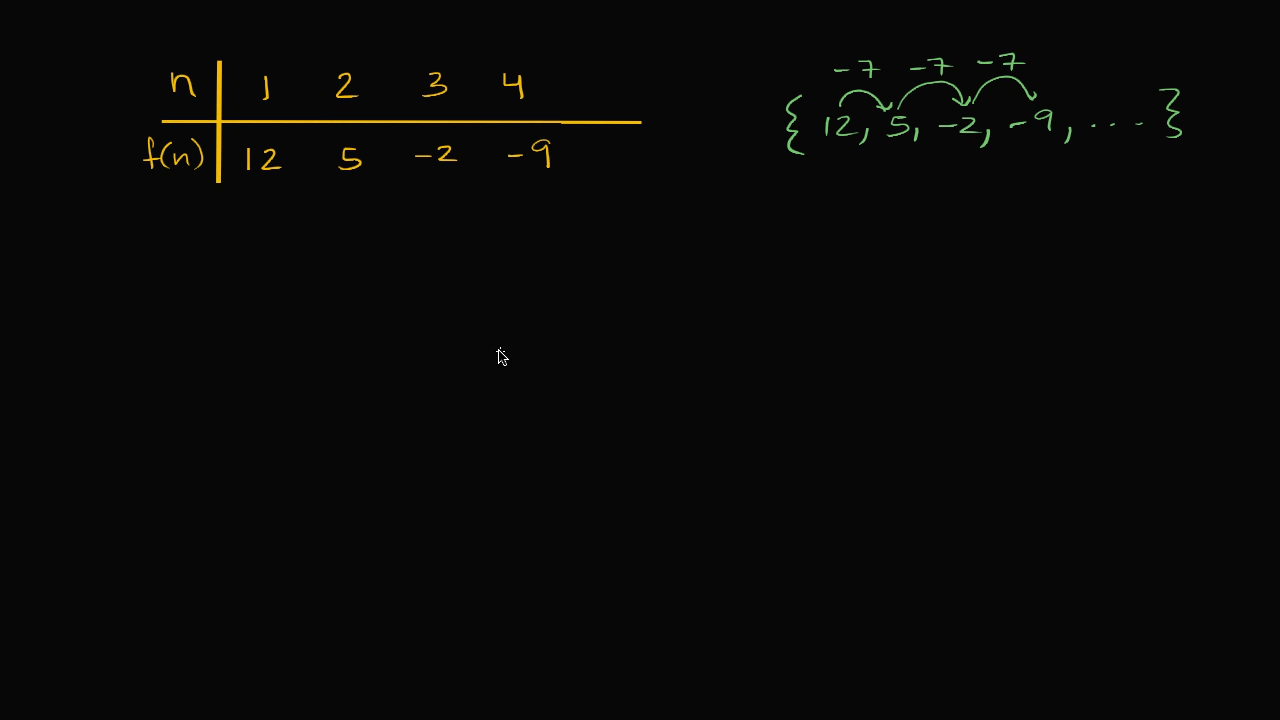 n 1 2 3 4
f(n) 12 5 -2 -9
-7 -7 -7
{ 12, 5, -2, -9, ... }